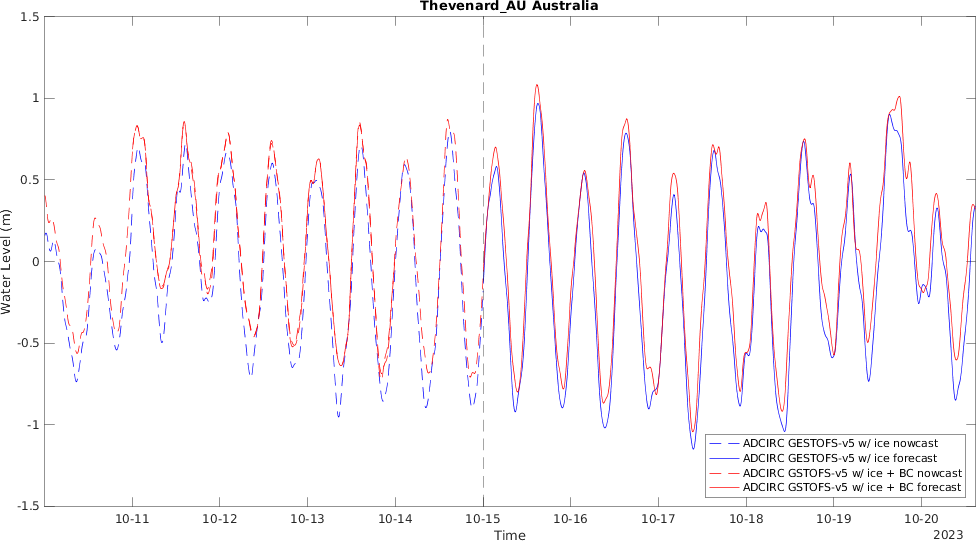 Thevenard_AU Australia
1.5
1
0.5
0
-0.5
-1
-1.5
Water Level (m)
10-11 10-12 10-13 10-14 10-15 10-16 10-17 10-18 10-19 10-20
Time
2023
ADCIRC GESTOFS-v5 w/ ice nowcast
ADCIRC GESTOFS-v5 w/ ice forecast
ADCIRC GSTOFS-v5 w/ ice + BC nowcast
ADCIRC GSTOFS-v5 w/ ice + BC forecast